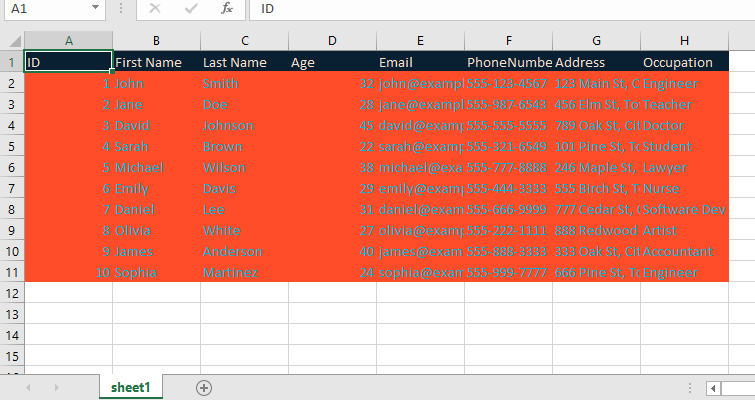 A1 ID
A B C D E F G H
1 ID First Name Last Name Age Email PhoneNumbe Address Occupation
2 1 John Smith 32 john@exampl 555-123-4567 123 Main St, C Engineer
3 2 Jane Doe 28 jane@exampl 555 987 6543 456 Elm St, To Teacher
4 3 David Johnson 45 david@exam 555-555-5555 789 Oak St, Cit Doctor
5 4 Sarah Brown 22 sarah@exam 555 321 6549 101 Pine St, To Student
6 5 Michael Wilson 38 michael@exa 555-777-8888 246 Maple St, Lawyer
7 6 Emily Davis 29 emily@examp 555 444 3333 555 Birch St, T Nurse
8 7 Daniel Lee 31 daniel@exam 555-666-9999 777 Cedar St, Software Dev
9 8 Olivia White 27 olivia@exam 555 222 1111 888 Redwood Artist
10 9 James Anderson 40 james@exam 555-888-3333 333 Oak St, Cit Accountant
11 10 Sophia Martinez 24 sophia@exam 555 999 7777 666 Pine St, To Engineer
12
13
14
15
sheet1